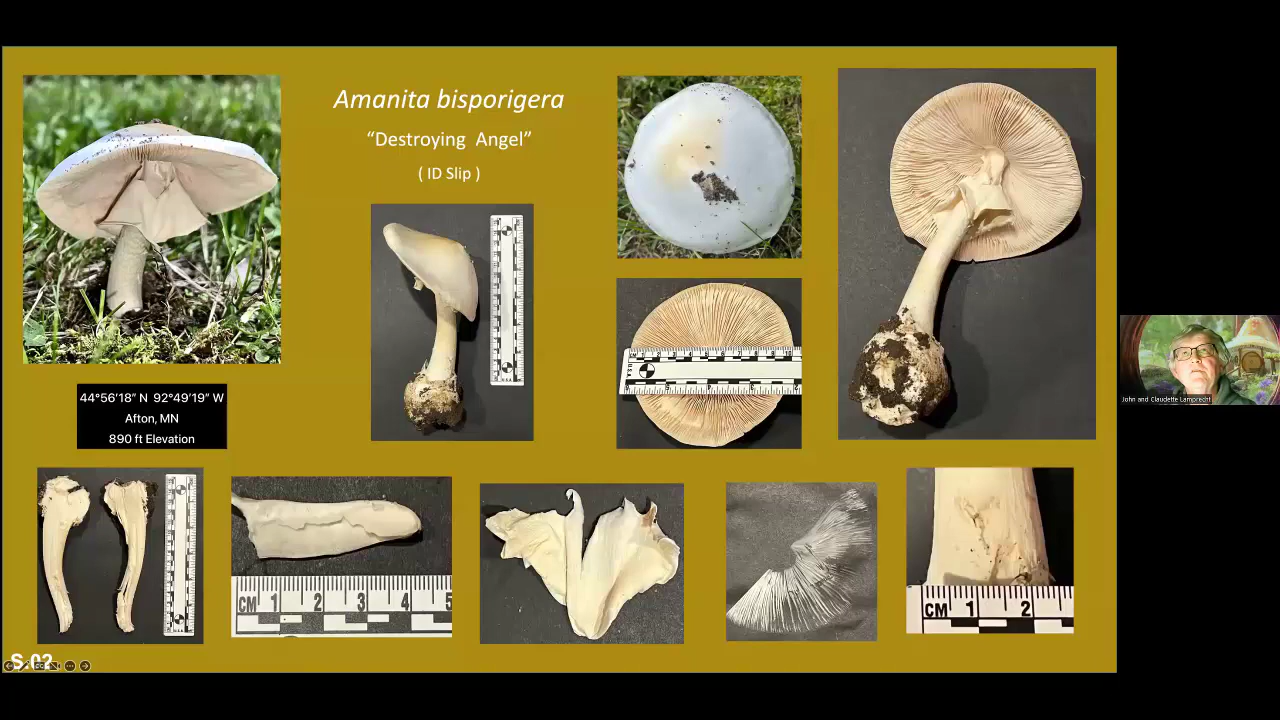 Amanita bisporigera
“Destroying Angel”
( ID Slip )
44°56’18” N 92°49’19” W
Afton, MN
890 ft Elevation
CM 1 2 3 4 5
CM 1 2
John and Claudette Lamprecht
S.02